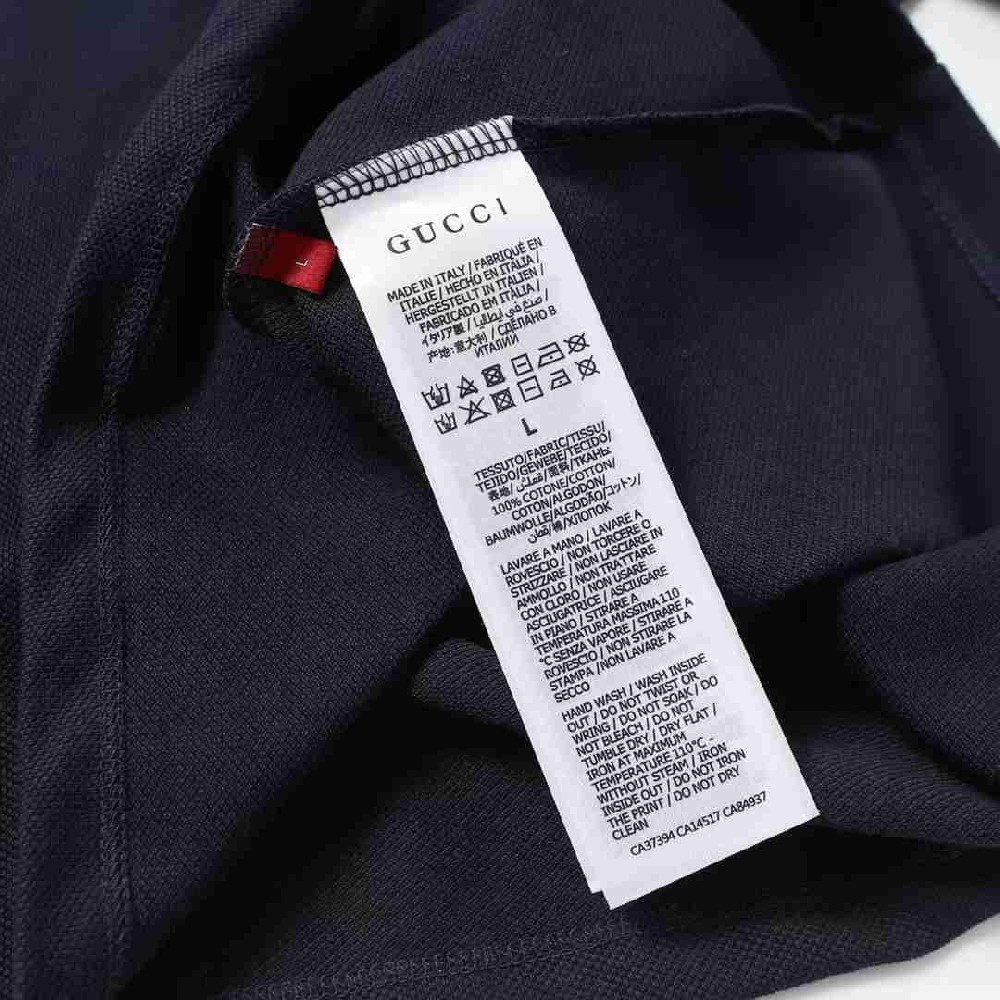 L
GUCCI
MADE IN ITALY / FABRIQUÉ EN
ITALIE / HECHO EN ITALIA /
HERGESTELLT IN ITALIEN /
FABRICADO EM ITÁLIA /
イタリア製 / صنع في إيطاليا /
产地: 意大利 / СДЕЛАНО В
ИТАЛИИ
L
TESSUTO/FABRIC/TISSU/
TEJIDO/GEWEBE/TECIDO/
表地/ قماش/ 面料/ТКАНЬ
100% COTONE/COTTON/
COTON/ALGODON/
BAUMWOLLE/ALGODÃO/コットン/
قطن/ 棉/ХЛОПОК
LAVARE A MANO / LAVARE A
ROVESCIO / NON TORCERE O
STRIZZARE / NON LASCIARE IN
AMMOLLO / NON TRATTARE
CON CLORO / NON USARE
ASCIUGATRICE / ASCIUGARE
IN PIANO / STIRARE A
TEMPERATURA MASSIMA 110
°C SENZA VAPORE / STIRARE A
ROVESCIO / NON STIRARE LA
STAMPA /NON LAVARE A
SECCO
HAND WASH / WASH INSIDE
OUT / DO NOT TWIST OR
WRING / DO NOT SOAK / DO
NOT BLEACH / DO NOT
TUMBLE DRY / DRY FLAT /
IRON AT MAXIMUM
TEMPERATURE 110°C -
WITHOUT STEAM / IRON
INSIDE OUT / DO NOT IRON
THE PRINT / DO NOT DRY
CLEAN
CA37394 CA14517 CA84937